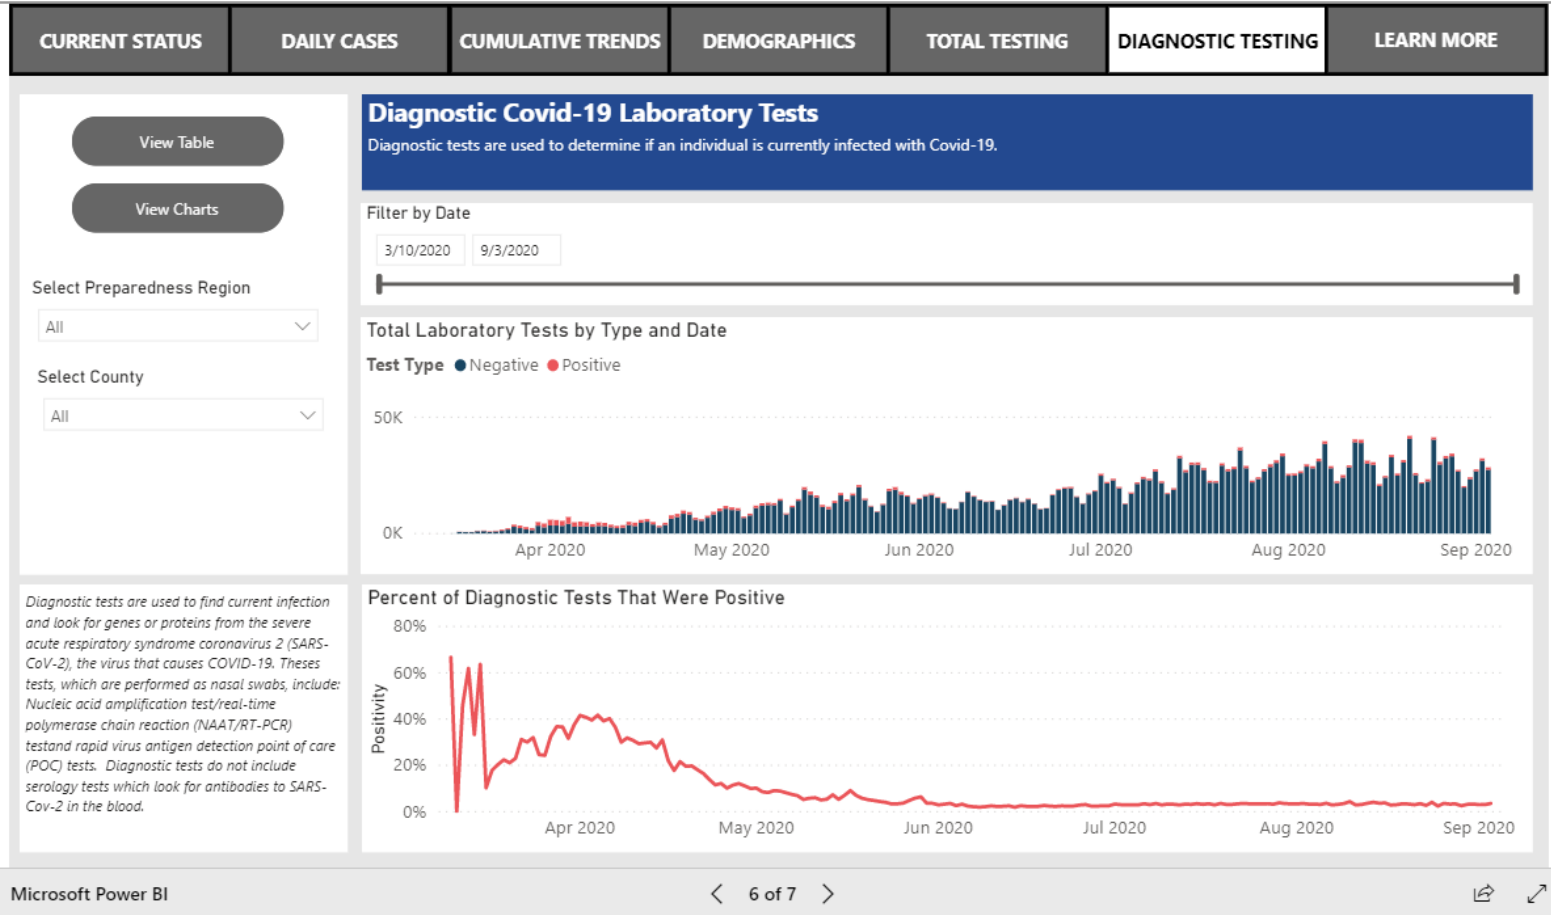 CURRENT STATUS
DAILY CASES
CUMULATIVE TRENDS
DEMOGRAPHICS
TOTAL TESTING
DIAGNOSTIC TESTING
LEARN MORE
View Table
View Charts
Select Preparedness Region
All
Select County
All
Diagnostic tests are used to find current infection
and look for genes or proteins from the severe
acute respiratory syndrome coronavirus 2 (SARS-
CoV-2), the virus that causes COVID-19. Theses
tests, which are performed as nasal swabs, include:
Nucleic acid amplification test/real-time
polymerase chain reaction (NAAT/RT-PCR)
testand rapid virus antigen detection point of care
(POC) tests. Diagnostic tests do not include
serology tests which look for antibodies to SARS-
Cov-2 in the blood.
Diagnostic Covid-19 Laboratory Tests
Diagnostic tests are used to determine if an individual is currently infected with Covid-19.
Filter by Date
3/10/2020 9/3/2020
Total Laboratory Tests by Type and Date
Test Type Negative Positive
50K
0K
Apr 2020 May 2020 Jun 2020 Jul 2020 Aug 2020 Sep 2020
Percent of Diagnostic Tests That Were Positive
Positivity
80%
60%
40%
20%
0%
Apr 2020 May 2020 Jun 2020 Jul 2020 Aug 2020 Sep 2020
Microsoft Power BI
6 of 7